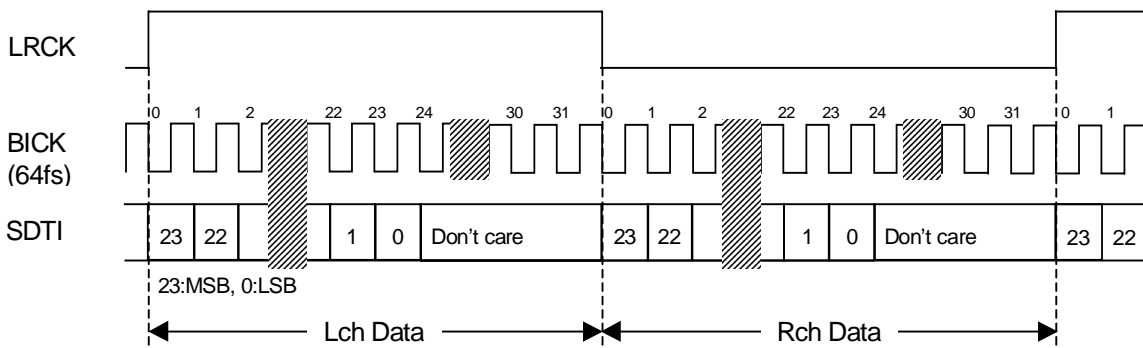 LRCK
0 1 2 22 23 24 30 31 0 1 2 22 23 24 30 31 0 1
BICK
(64fs)
SDTI
23 22 1 0 Don't care 23 22 1 0 Don't care 23 22
23:MSB, 0:LSB
Lch Data Rch Data